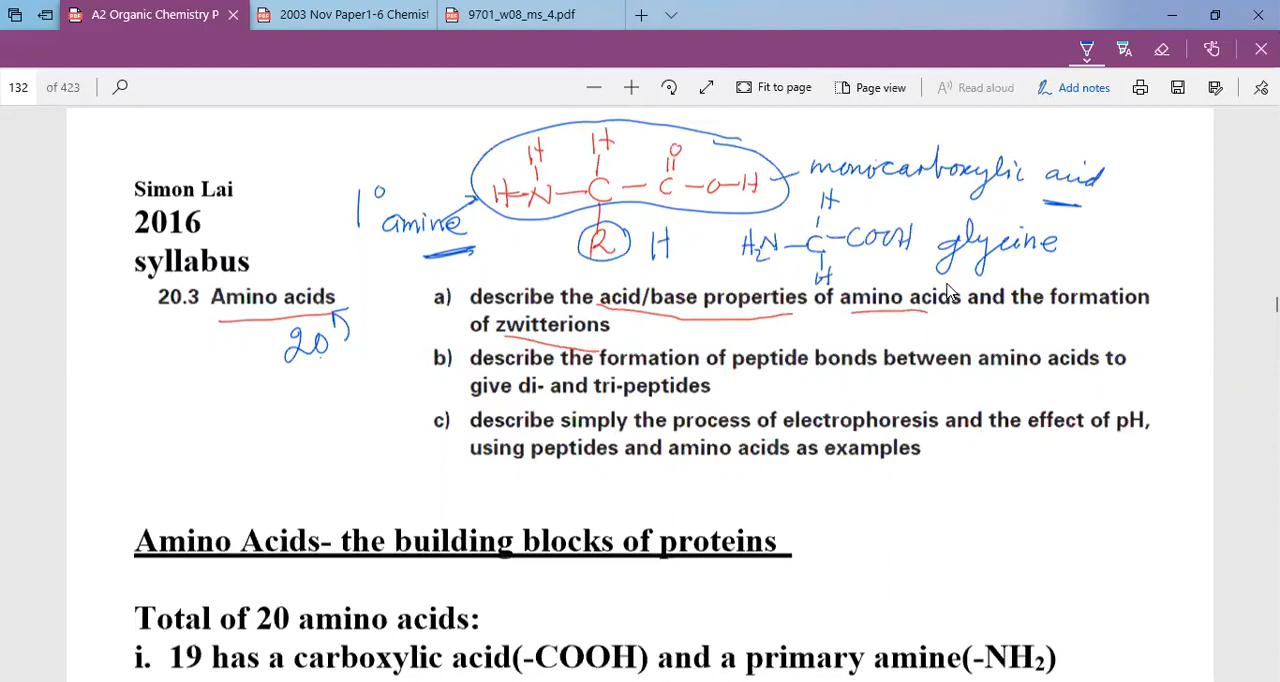 A2 Organic Chemistry P
2003 Nov Paper1-6 Chemist
9701_w08_ms_4.pdf
132 of 423
Fit to page
Page view
Read aloud
Add notes
H H O
H-N-C-C-O-H
R H
monocarboxylic acid
1° amine
H
H₂N-C-COOH glycine
H
Simon Lai
2016
syllabus
20.3 Amino acids
20
a) describe the acid/base properties of amino acids and the formation
of zwitterions
b) describe the formation of peptide bonds between amino acids to
give di- and tri-peptides
c) describe simply the process of electrophoresis and the effect of pH,
using peptides and amino acids as examples
Amino Acids- the building blocks of proteins
Total of 20 amino acids:
i. 19 has a carboxylic acid(-COOH) and a primary amine(-NH₂)